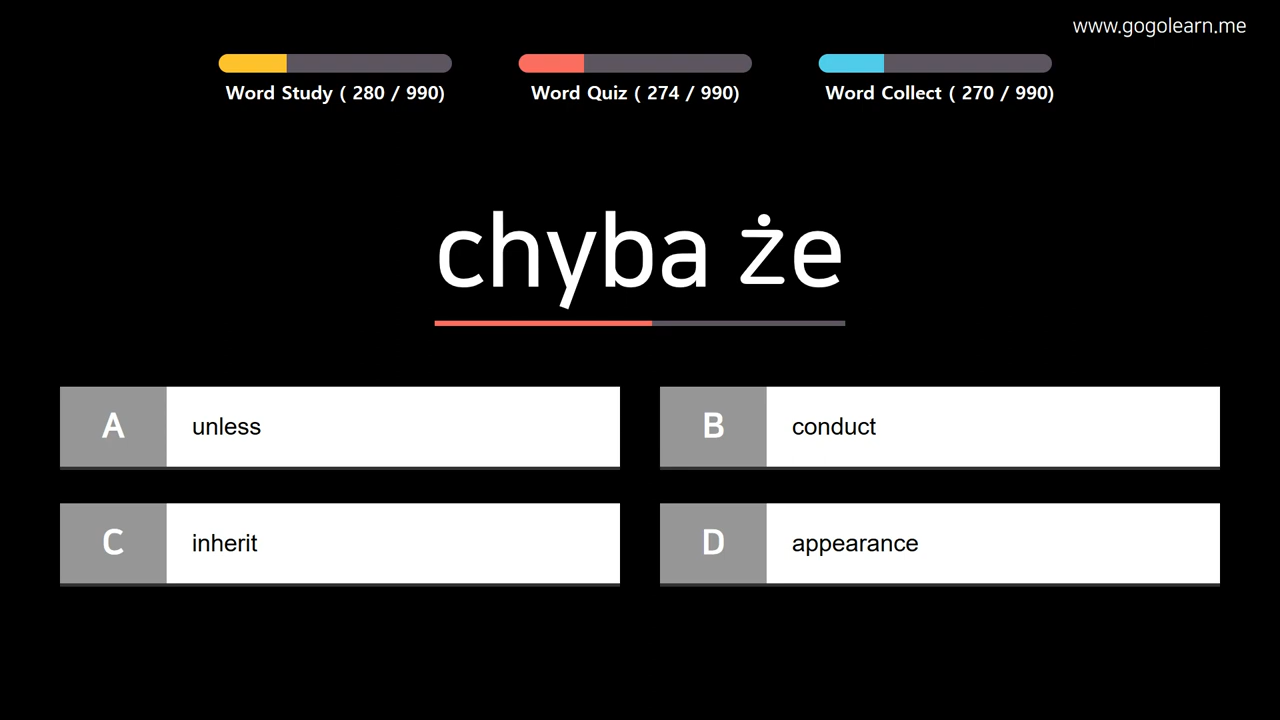 www.gogolearn.me
Word Study ( 280 / 990)
Word Quiz ( 274 / 990)
Word Collect ( 270 / 990)
chyba że
A unless
B conduct
C inherit
D appearance